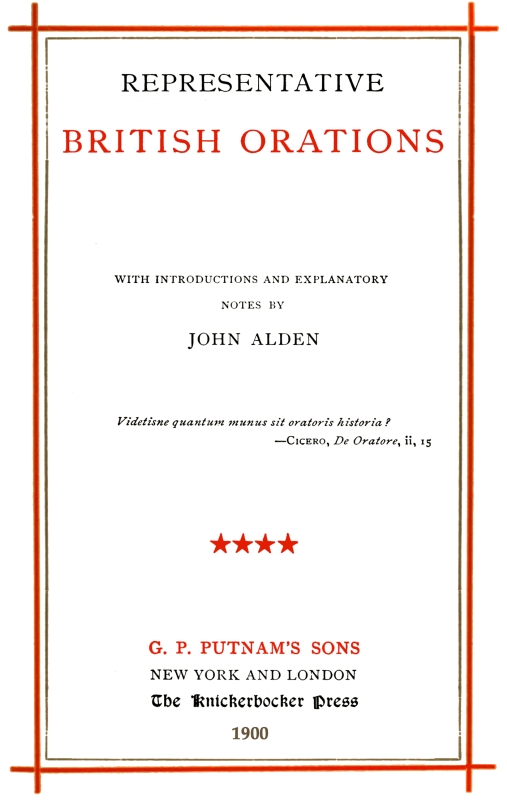 REPRESENTATIVE
BRITISH ORATIONS
WITH INTRODUCTIONS AND EXPLANATORY
NOTES BY
JOHN ALDEN
Videtisne quantum munus sit oratoris historia?
—CICERO, De Oratore, ii, 15
★★★★
G. P. PUTNAM'S SONS
NEW YORK AND LONDON
The Knickerbocker Press
1900